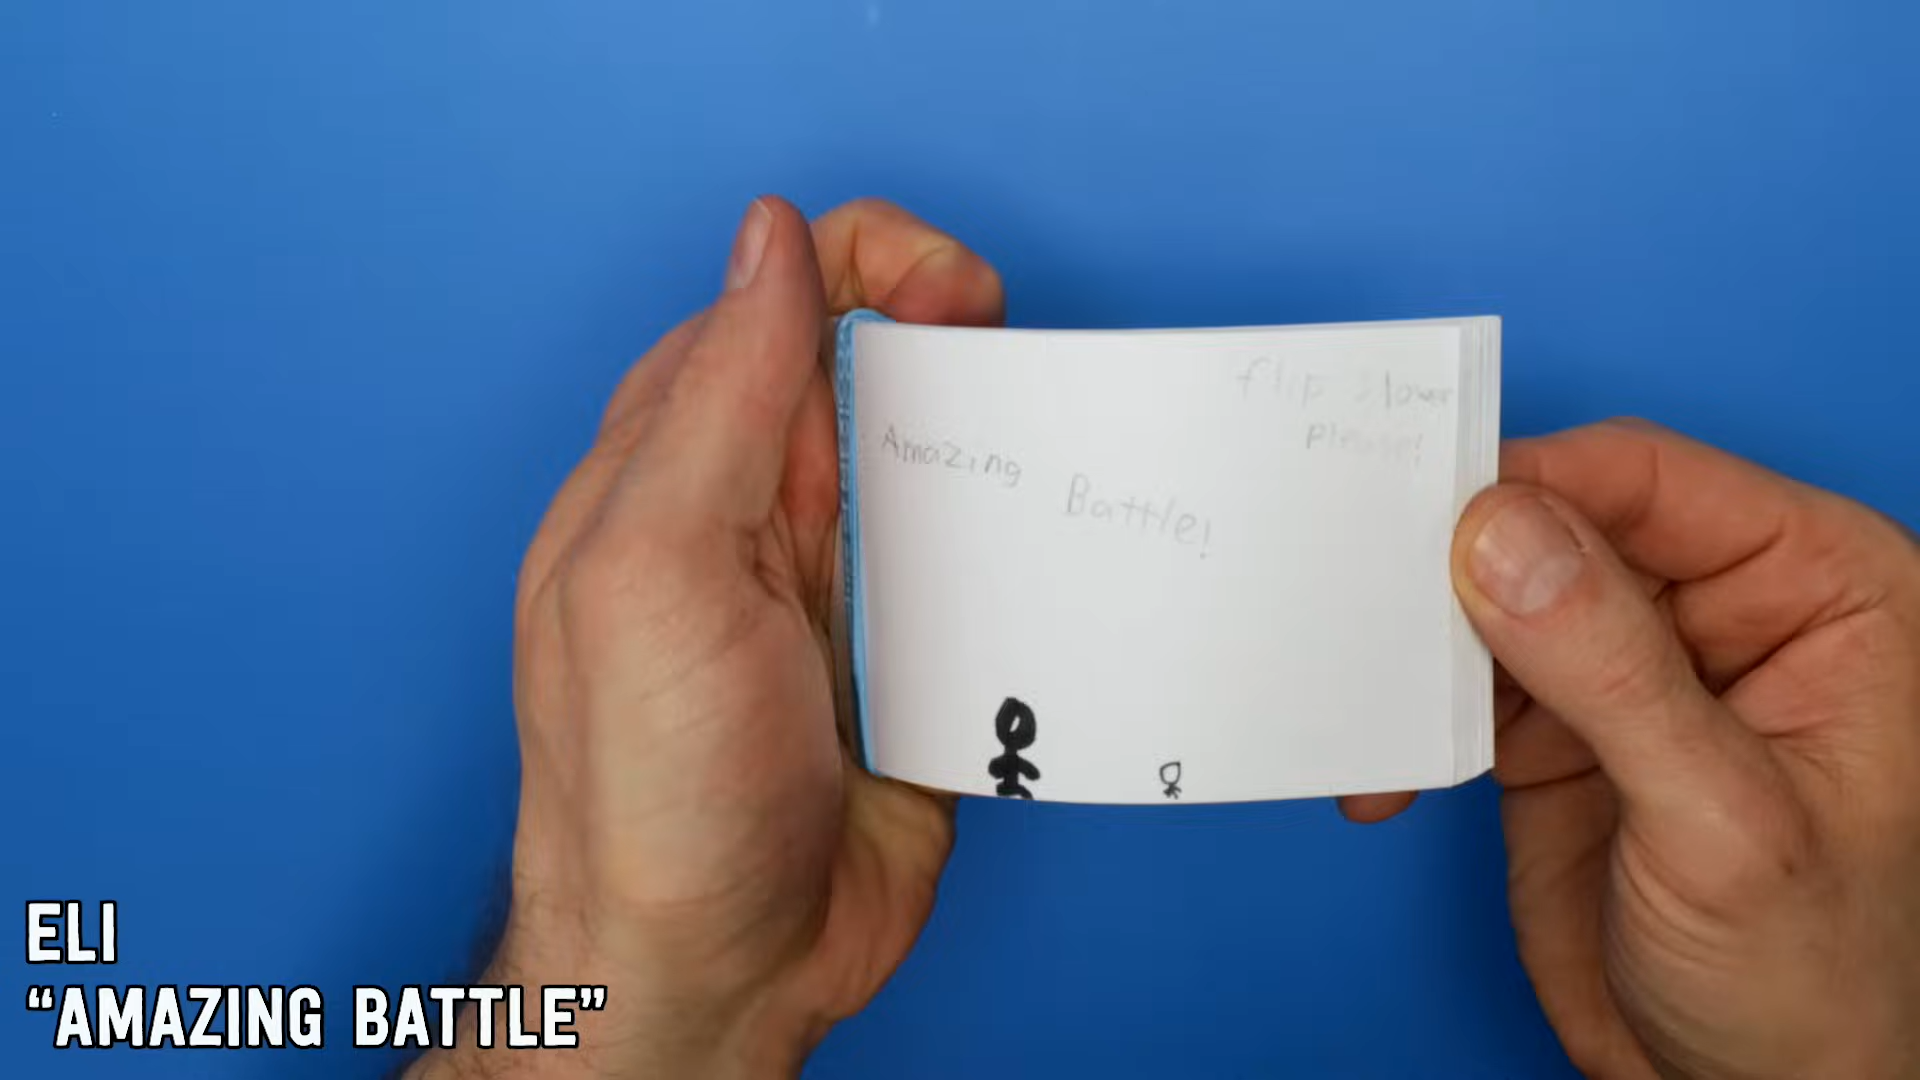 flip slower
please!
Amazing Battle!
ELI
“AMAZING BATTLE”